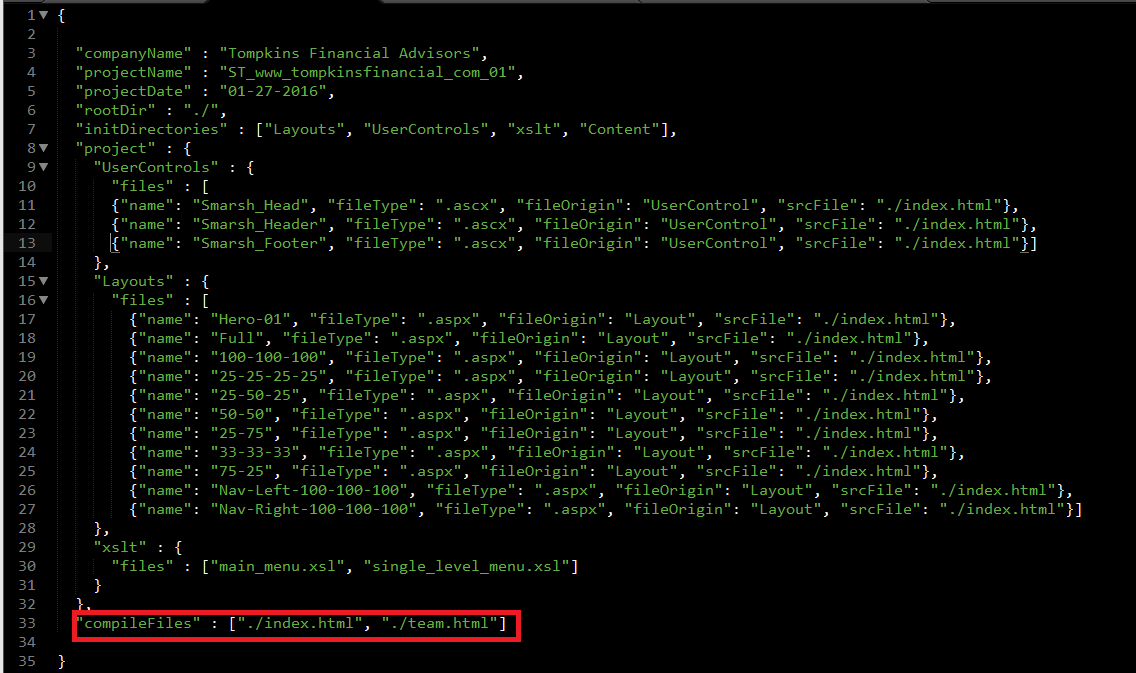 1 {
2
3 "companyName" : "Tompkins Financial Advisors",
4 "projectName" : "ST_www_tompkinsfinancial_com_01",
5 "projectDate" : "01-27-2016",
6 "rootDir" : "./",
7 "initDirectories" : ["Layouts", "UserControls", "xslt", "Content"],
8 "project" : {
9 "UserControls" : {
10 "files" : [
11 {"name": "Smarsh_Head", "fileType": ".ascx", "fileOrigin": "UserControl", "srcFile": "./index.html"},
12 {"name": "Smarsh_Header", "fileType": ".ascx", "fileOrigin": "UserControl", "srcFile": "./index.html"},
13 {"name": "Smarsh_Footer", "fileType": ".ascx", "fileOrigin": "UserControl", "srcFile": "./index.html"}]
14 },
15 "Layouts" : {
16 "files" : [
17 {"name": "Hero-01", "fileType": ".aspx", "fileOrigin": "Layout", "srcFile": "./index.html"},
18 {"name": "Full", "fileType": ".aspx", "fileOrigin": "Layout", "srcFile": "./index.html"},
19 {"name": "100-100-100", "fileType": ".aspx", "fileOrigin": "Layout", "srcFile": "./index.html"},
20 {"name": "25-25-25-25", "fileType": ".aspx", "fileOrigin": "Layout", "srcFile": "./index.html"},
21 {"name": "25-50-25", "fileType": ".aspx", "fileOrigin": "Layout", "srcFile": "./index.html"},
22 {"name": "50-50", "fileType": ".aspx", "fileOrigin": "Layout", "srcFile": "./index.html"},
23 {"name": "25-75", "fileType": ".aspx", "fileOrigin": "Layout", "srcFile": "./index.html"},
24 {"name": "33-33-33", "fileType": ".aspx", "fileOrigin": "Layout", "srcFile": "./index.html"},
25 {"name": "75-25", "fileType": ".aspx", "fileOrigin": "Layout", "srcFile": "./index.html"},
26 {"name": "Nav-Left-100-100-100", "fileType": ".aspx", "fileOrigin": "Layout", "srcFile": "./index.html"},
27 {"name": "Nav-Right-100-100-100", "fileType": ".aspx", "fileOrigin": "Layout", "srcFile": "./index.html"}]
28 },
29 "xslt" : {
30 "files" : ["main_menu.xsl", "single_level_menu.xsl"]
31 }
32 },
33 "compileFiles" : ["./index.html", "./team.html"]
34
35 }